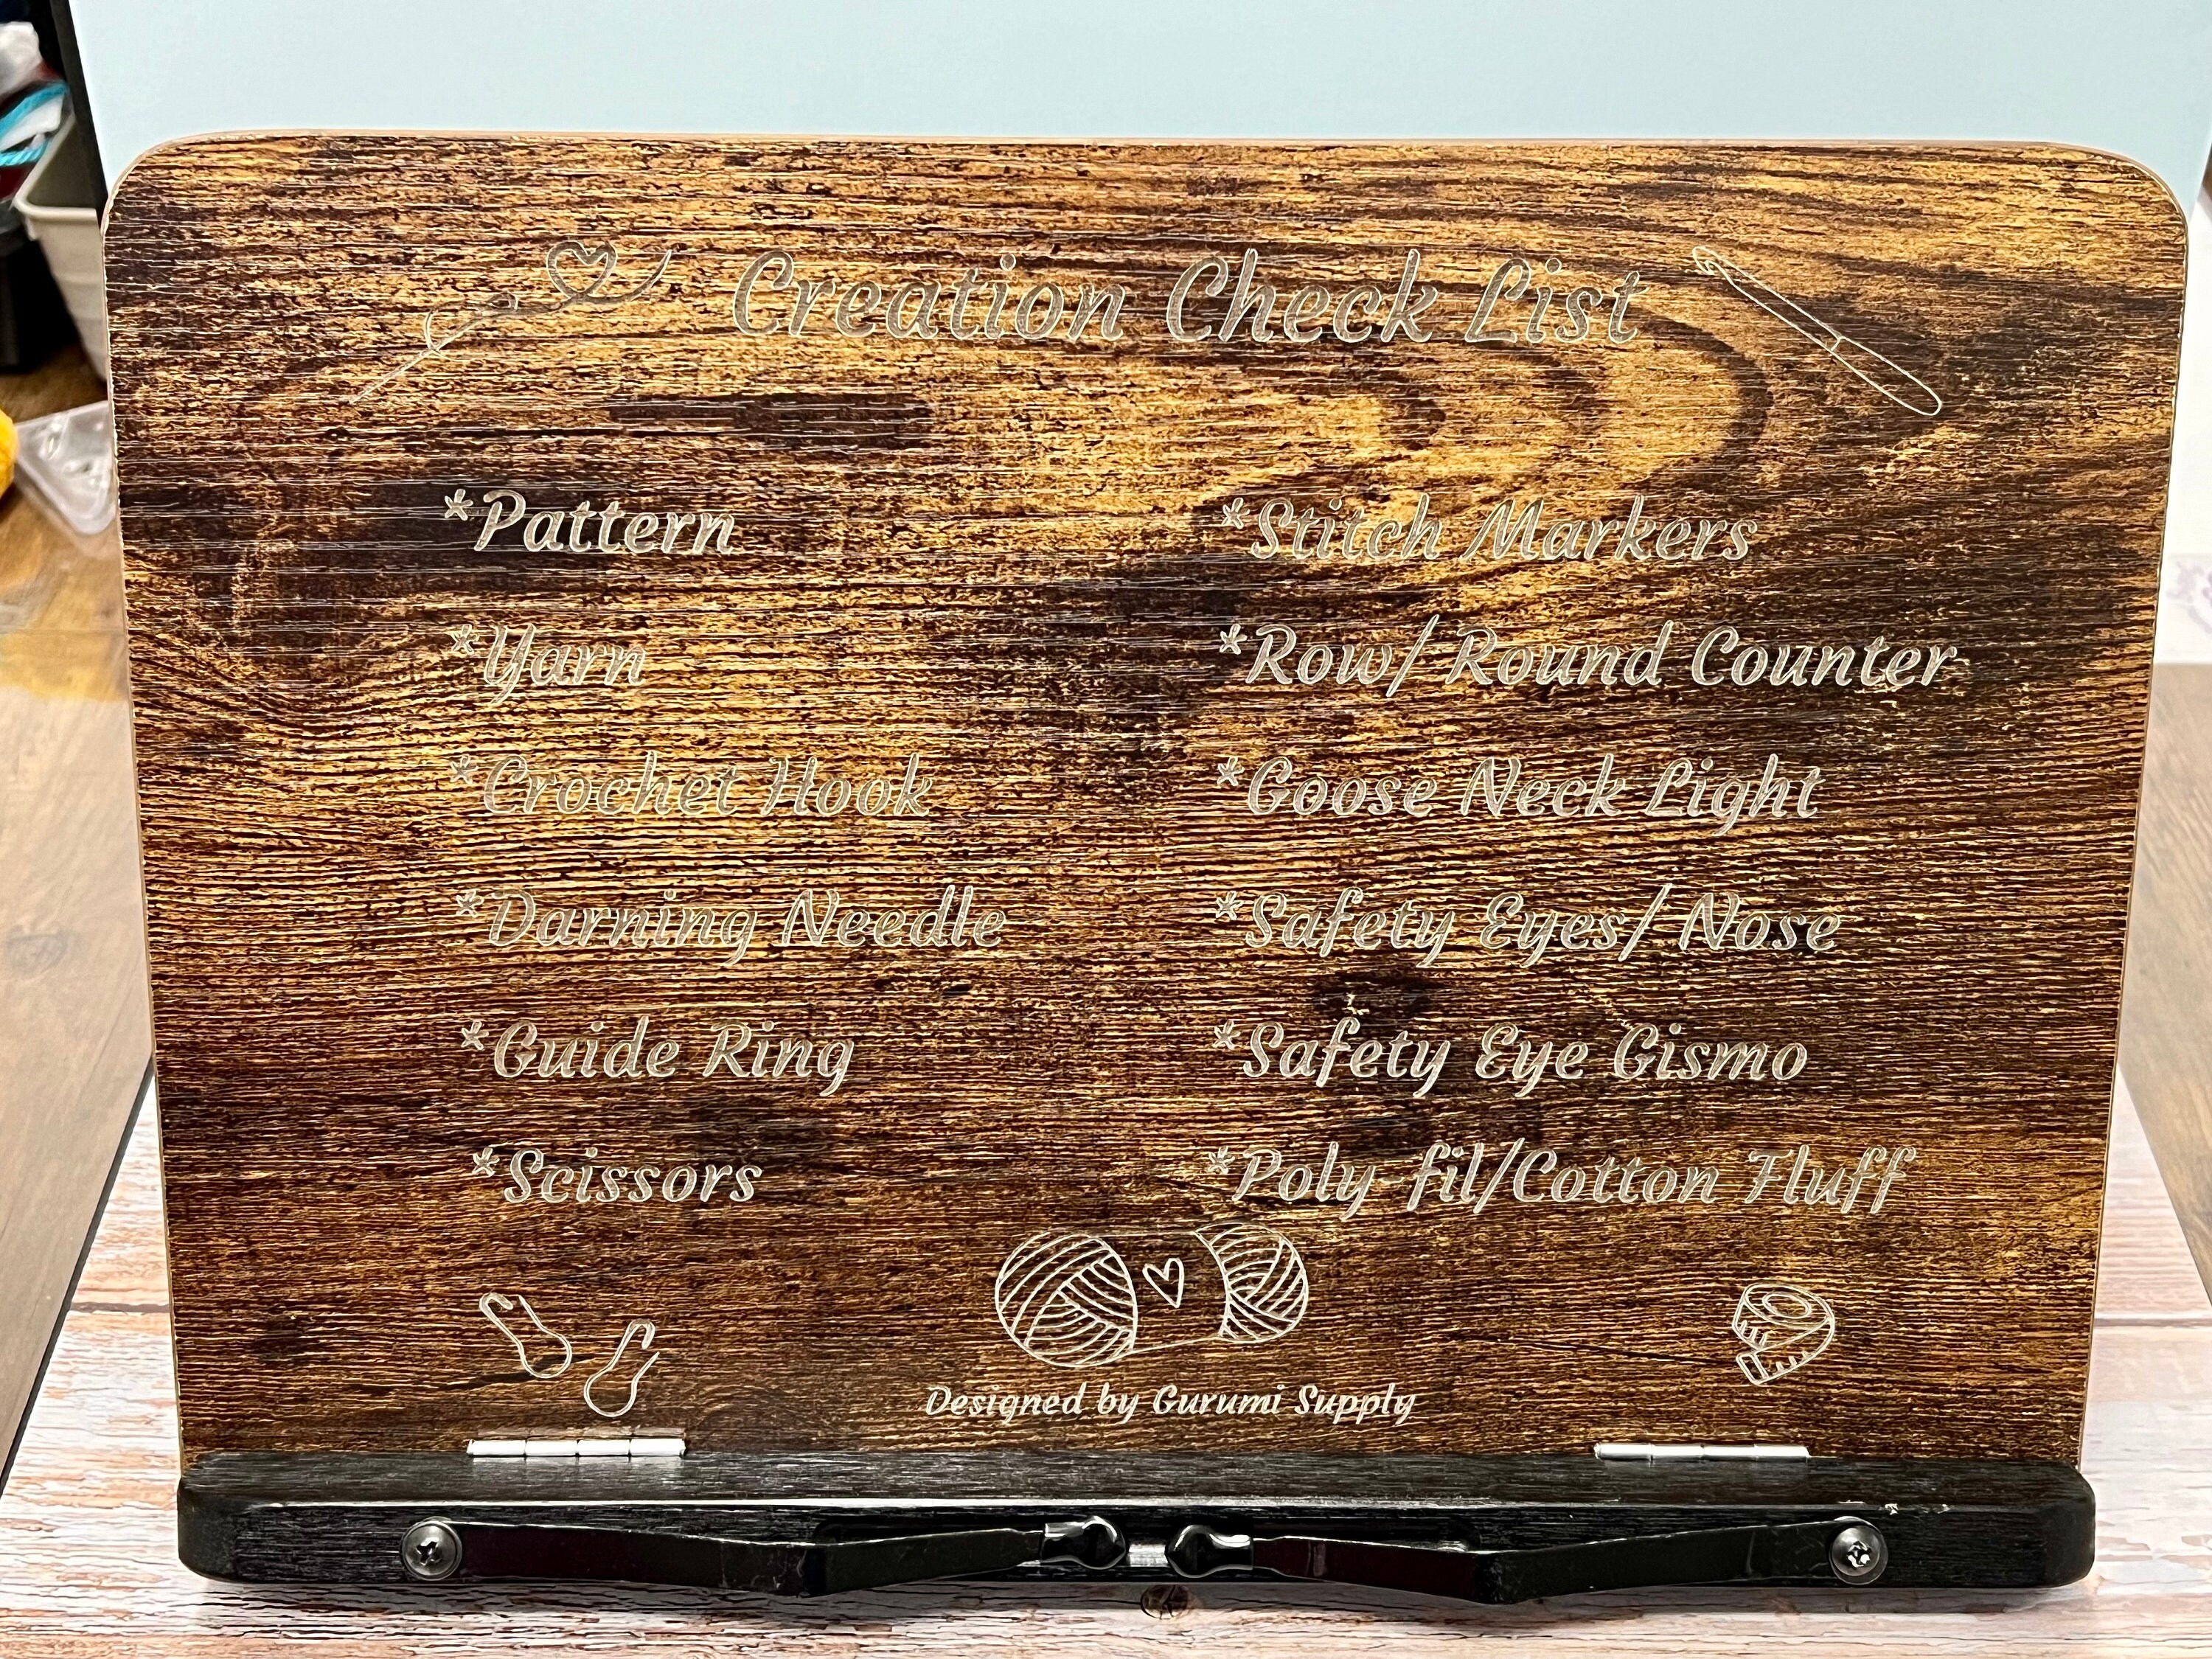 Creation Check List
*Pattern
*Yarn
*Crochet Hook
*Darning Needle
*Guide Ring
*Scissors
*Stitch Markers
*Row/ Round Counter
*Goose Neck Light
*Safety Eyes/ Nose
*Safety Eye Gismo
*Poly-fil/Cotton Fluff
Designed by Gurumi Supply